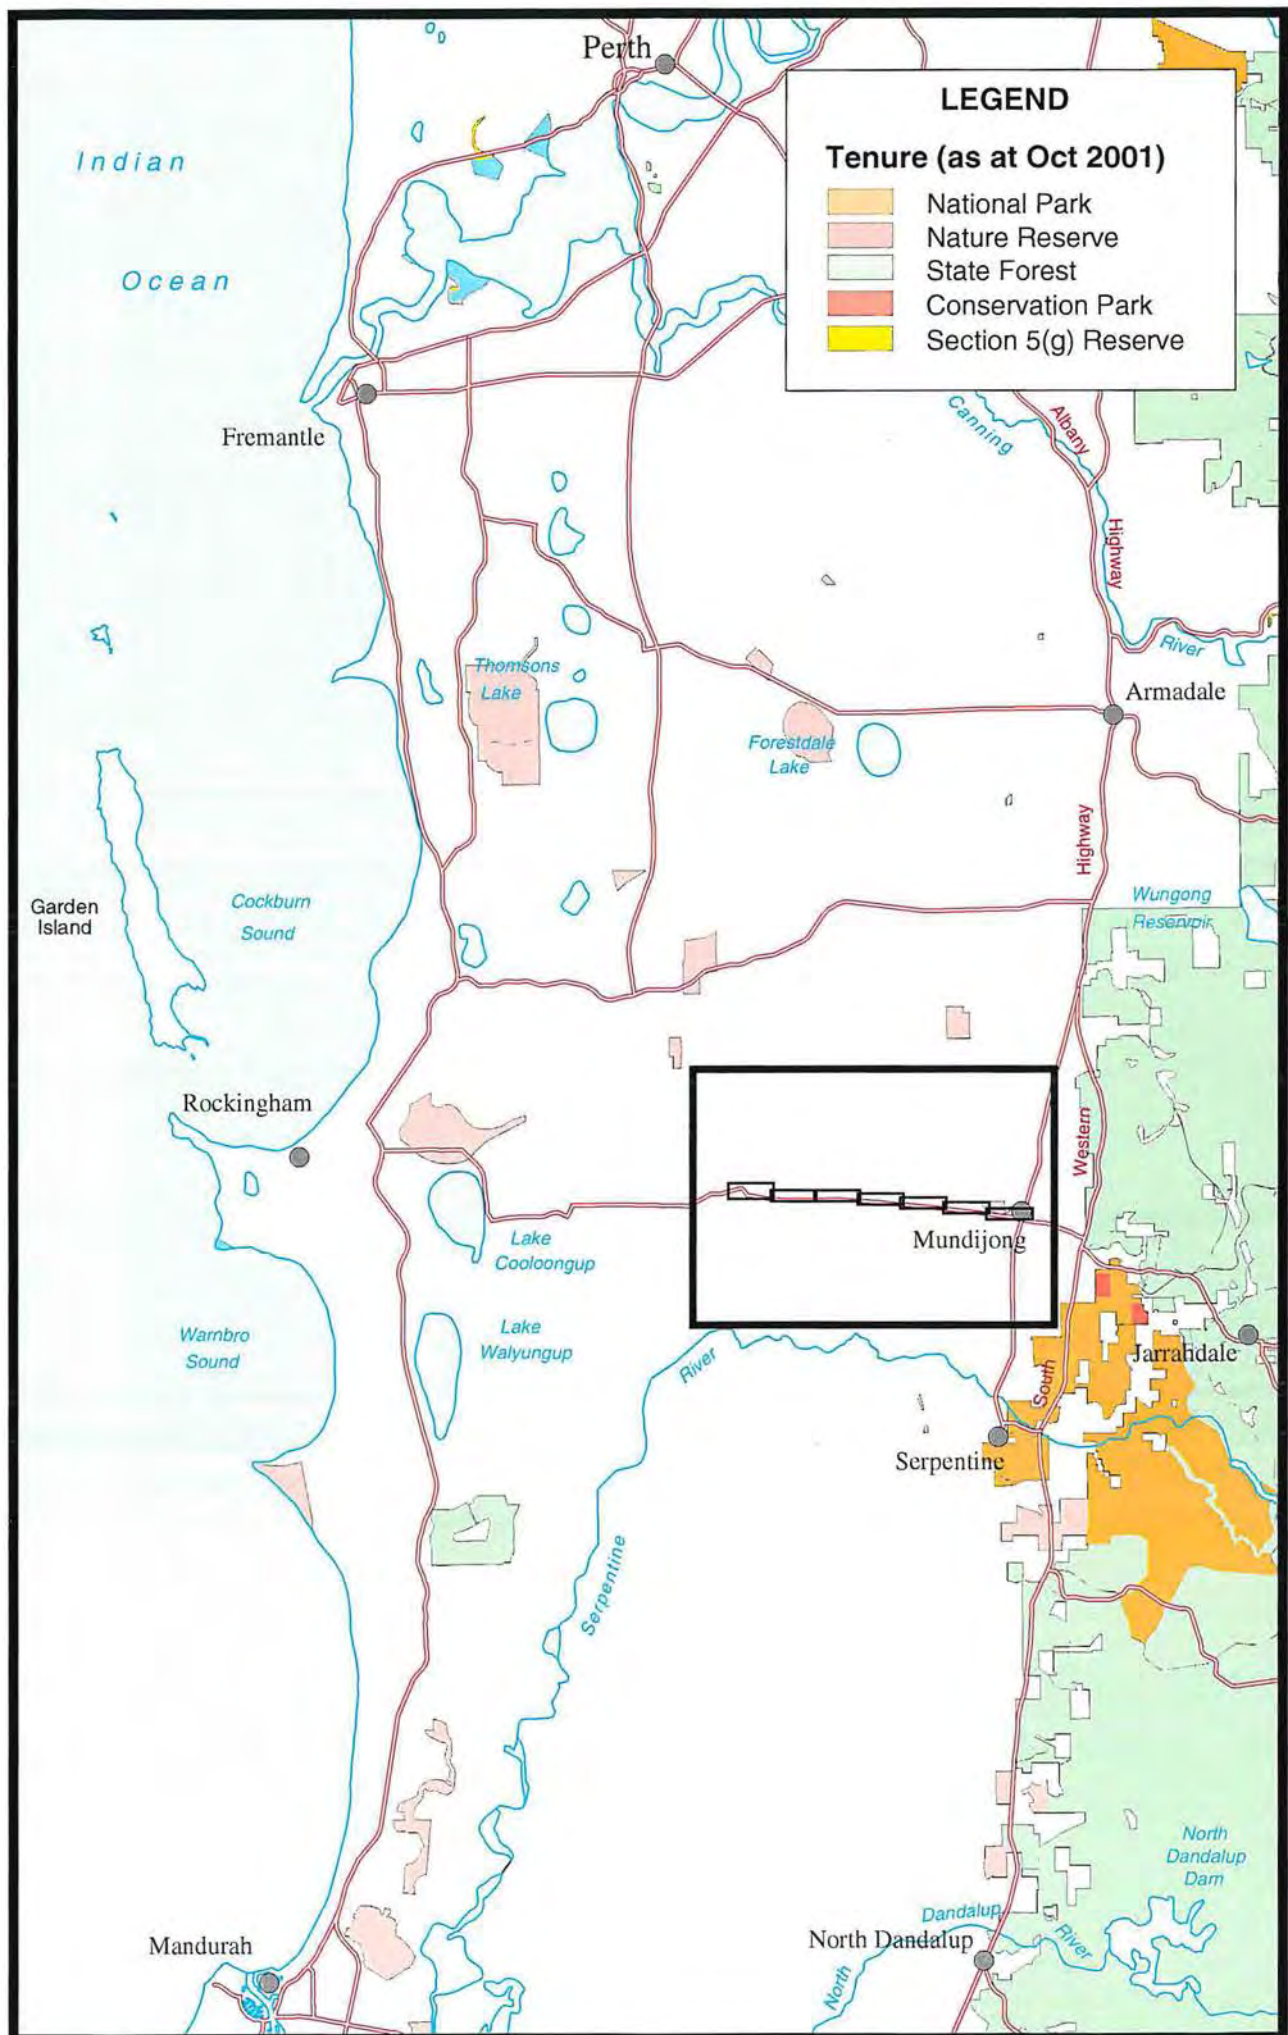 Perth
LEGEND
Tenure (as at Oct 2001)
National Park
Nature Reserve
State Forest
Conservation Park
Section 5(g) Reserve
Indian
Ocean
Canning
Albany
Fremantle
Highway
River
Thomsons
Lake
Armadale
Forestdale
Lake
Highway
Garden
Island
Cockburn
Sound
Wungong
Reservoir
Rockingham
Western
Mundijong
Lake
Cooloongup
Warnbro
Sound
Lake
Walyungup
River
Jarrahdale
South
Serpentine
Serpentine
North
Dandalup
Dam
Dandalup
Mandurah
North Dandalup
River
North